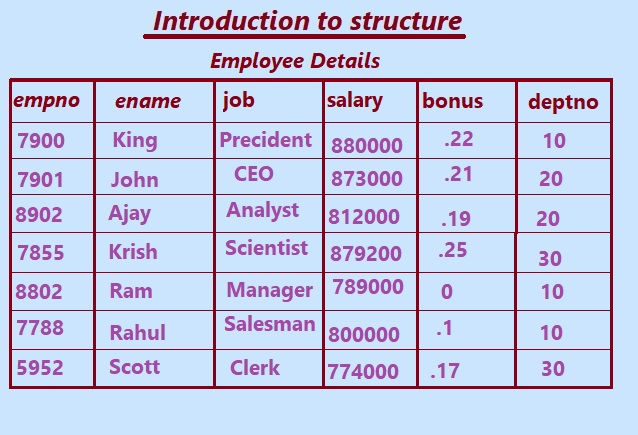 Introduction to structure
Employee Details
empno ename job salary bonus deptno
7900 King Precident 880000 .22 10
7901 John CEO 873000 .21 20
8902 Ajay Analyst 812000 .19 20
7855 Krish Scientist 879200 .25 30
8802 Ram Manager 789000 0 10
7788 Rahul Salesman 800000 .1 10
5952 Scott Clerk 774000 .17 30